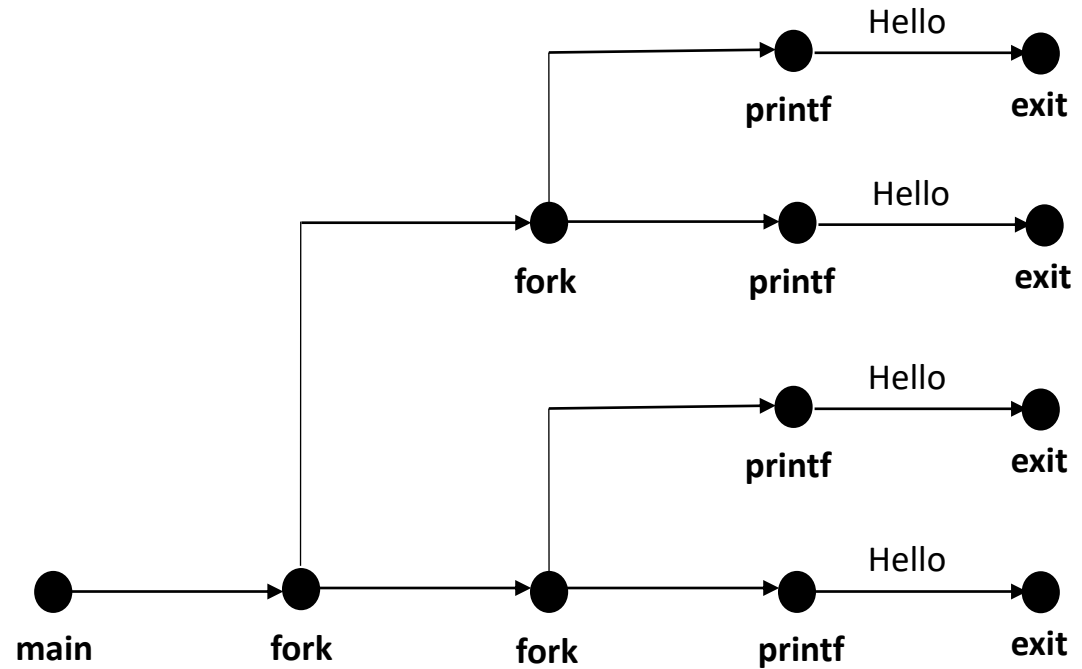 Hello
printf
exit
Hello
fork
printf
exit
Hello
printf
exit
Hello
main
fork
fork
printf
exit